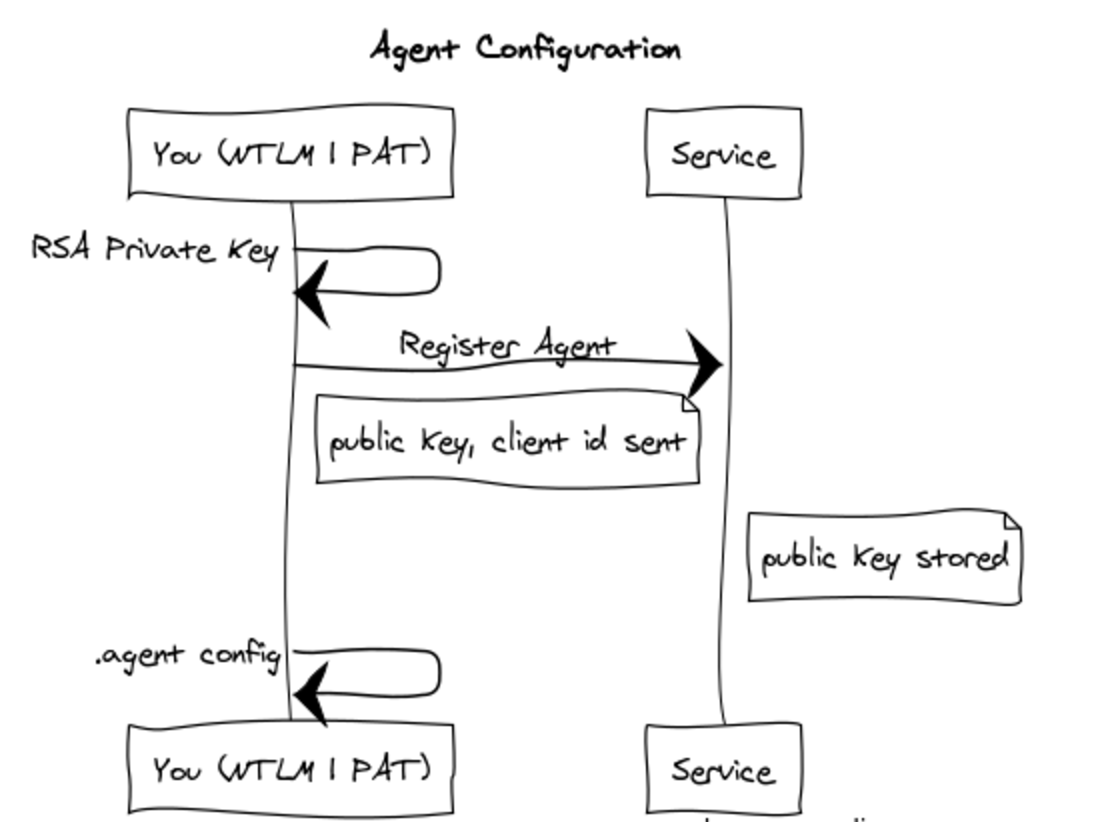 Agent Configuration
You (NTLM | PAT)
Service
RSA Private Key
Register Agent
public key, client id sent
public key stored
.agent config
You (NTLM | PAT)
Service